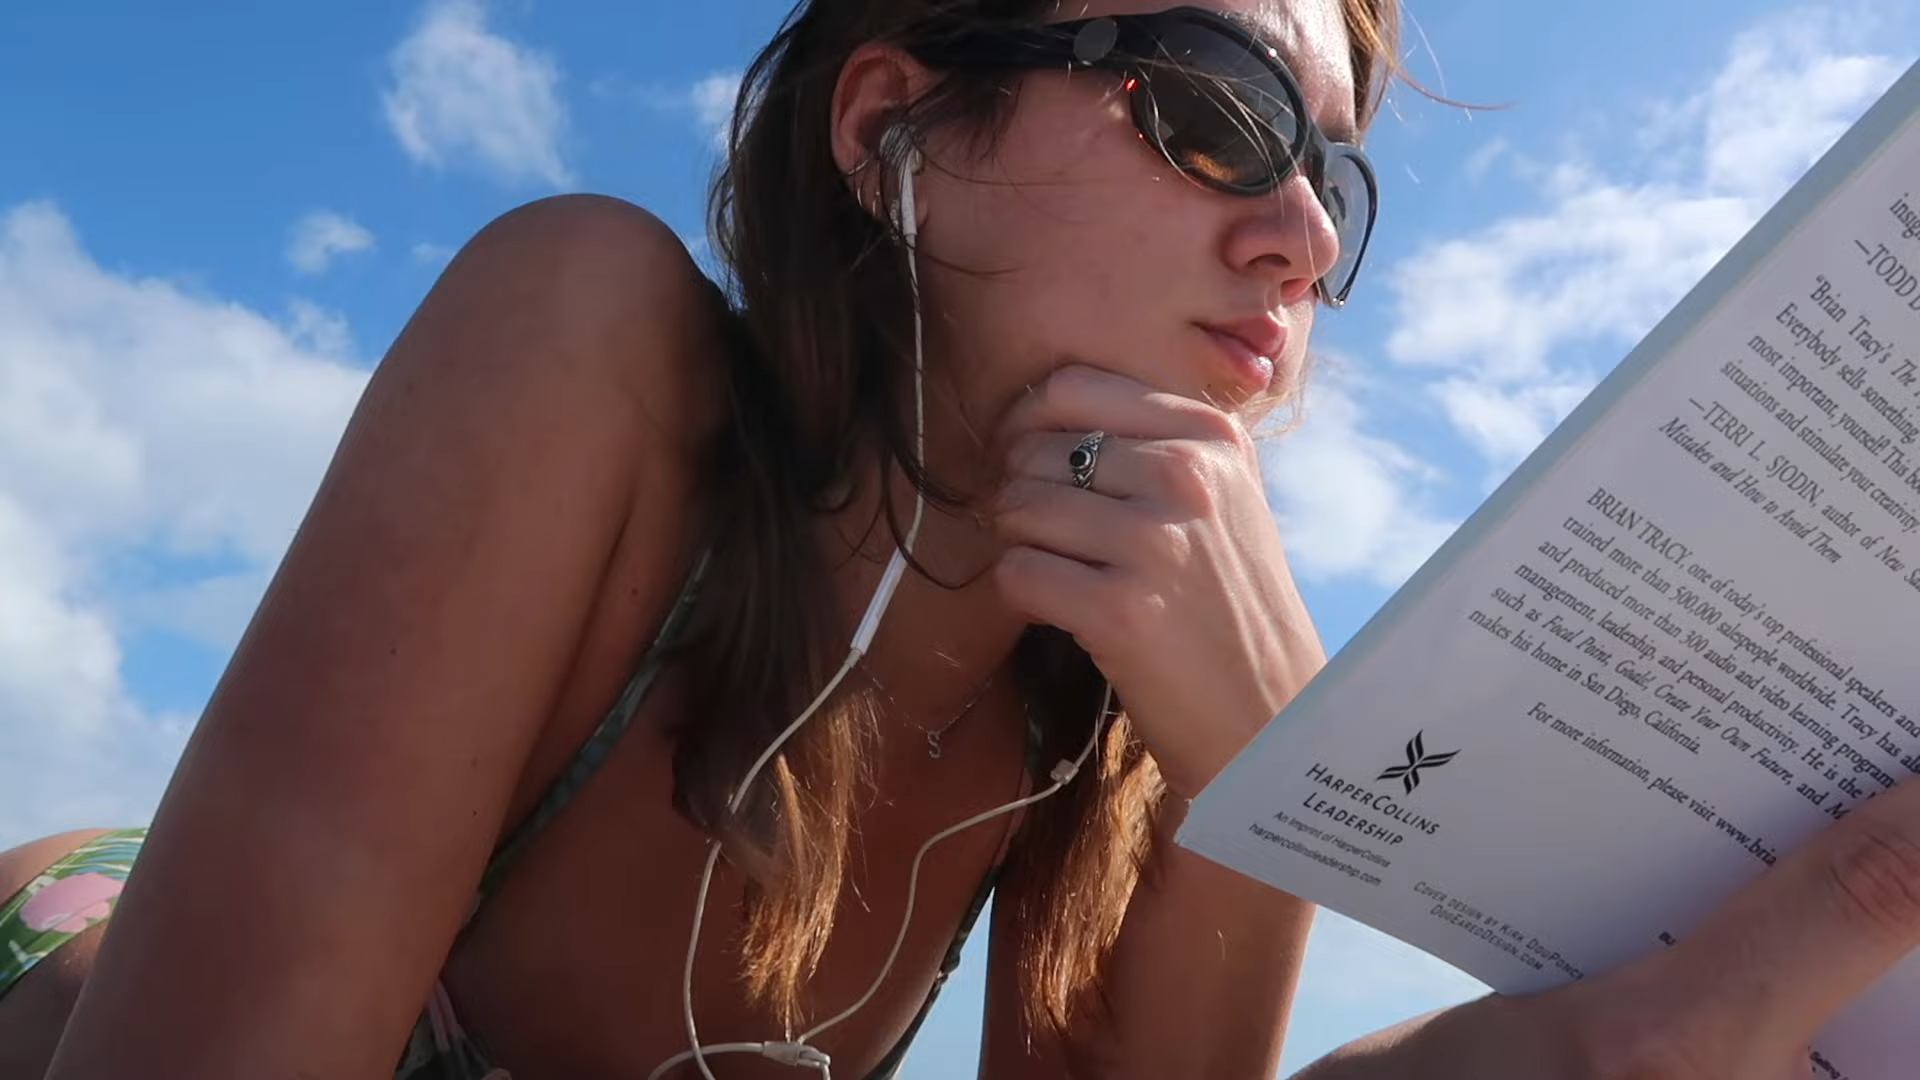 insig
—TODD D
"Brian Tracy's The
Everybody sells something
most important, yourself! This bo
situations and stimulate your creativity.
—TERRI L. SJODIN, author of New Sa
Mistakes and How to Avoid Them
BRIAN TRACY, one of today's top professional speakers and
trained more than 500,000 salespeople worldwide. Tracy has al
and produced more than 300 audio and video learning program
management, leadership, and personal productivity. He is the
such as Focal Point, Goals!, Create Your Own Future, and M
makes his home in San Diego, California.
For more information, please visit www.bria
HARPERCOLLINS
LEADERSHIP
An Imprint of HarperCollins
harpercollinsleadership.com
COVER DESIGN BY KIRK DOUPONCE
DOGEAREDDESIGN.COM
BU
S